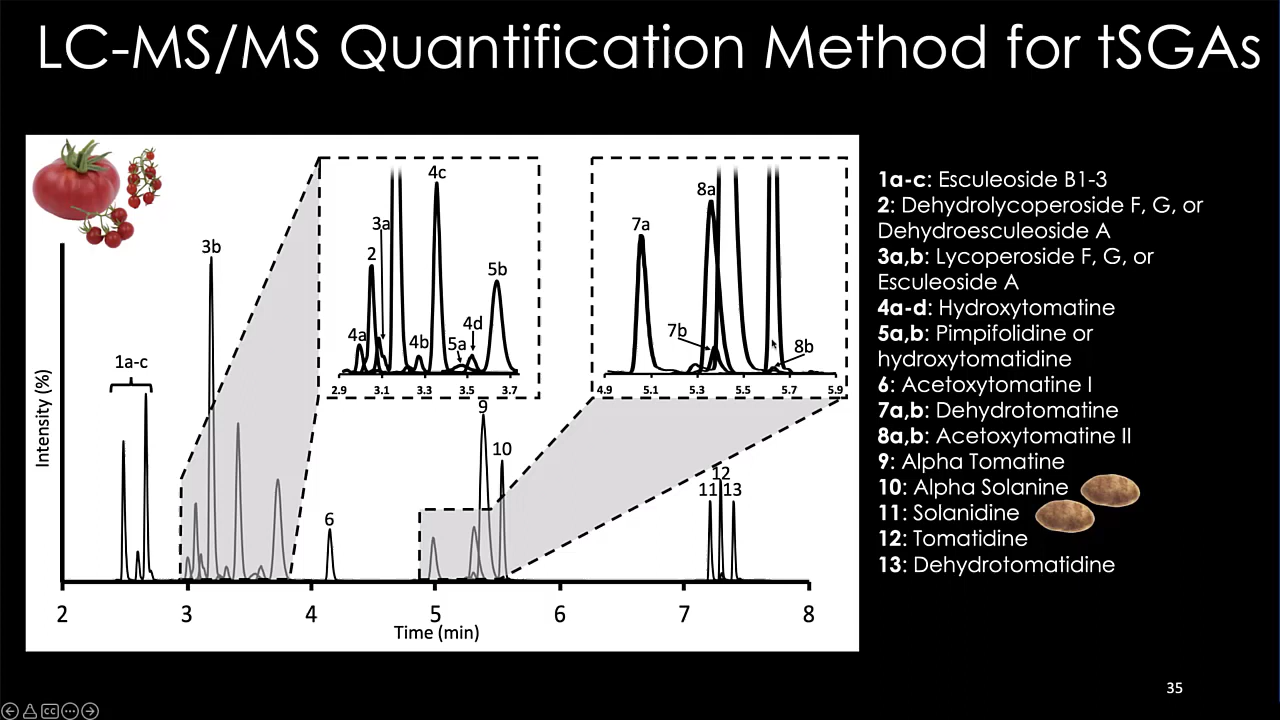 LC-MS/MS Quantification Method for tSGAs
Intensity (%)
1a-c
3b
4a
2
3a
4b
4c
5a
4d
5b
2.9 3.1 3.3 3.5 3.7
7a
7b
8a
8b
4.9 5.1 5.3 5.5 5.7 5.9
6
9
10
11
12
13
2 3 4 5 6 7 8
Time (min)
1a-c: Esculeoside B1-3
2: Dehydrolycoperoside F, G, or
Dehydroesculeoside A
3a,b: Lycoperoside F, G, or
Esculeoside A
4a-d: Hydroxytomatine
5a,b: Pimpifolidine or
hydroxytomatidine
6: Acetoxytomatine I
7a,b: Dehydrotomatine
8a,b: Acetoxytomatine II
9: Alpha Tomatine
10: Alpha Solanine
11: Solanidine
12: Tomatidine
13: Dehydrotomatidine
35
CC